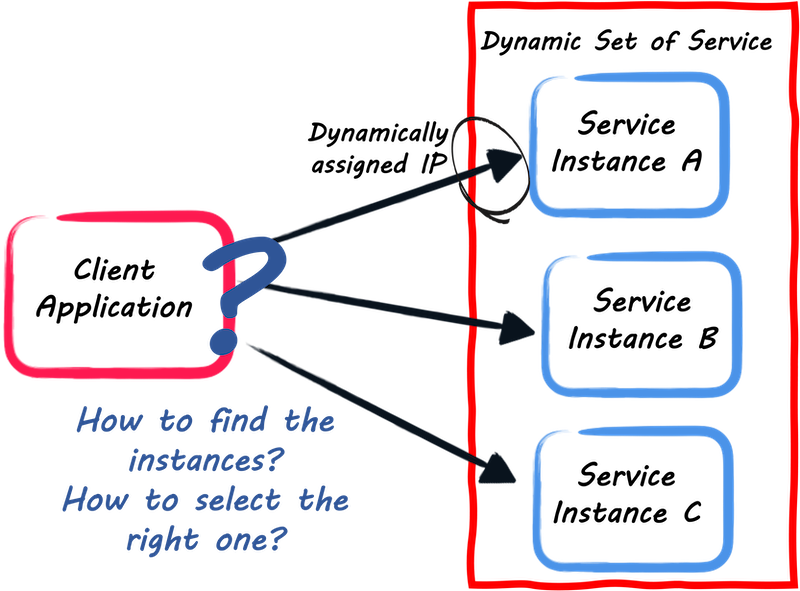 Dynamic Set of Service
Dynamically
assigned IP
Service
Instance A
Client
Application
Service
Instance B
How to find the
instances?
How to select the
right one?
Service
Instance C
?